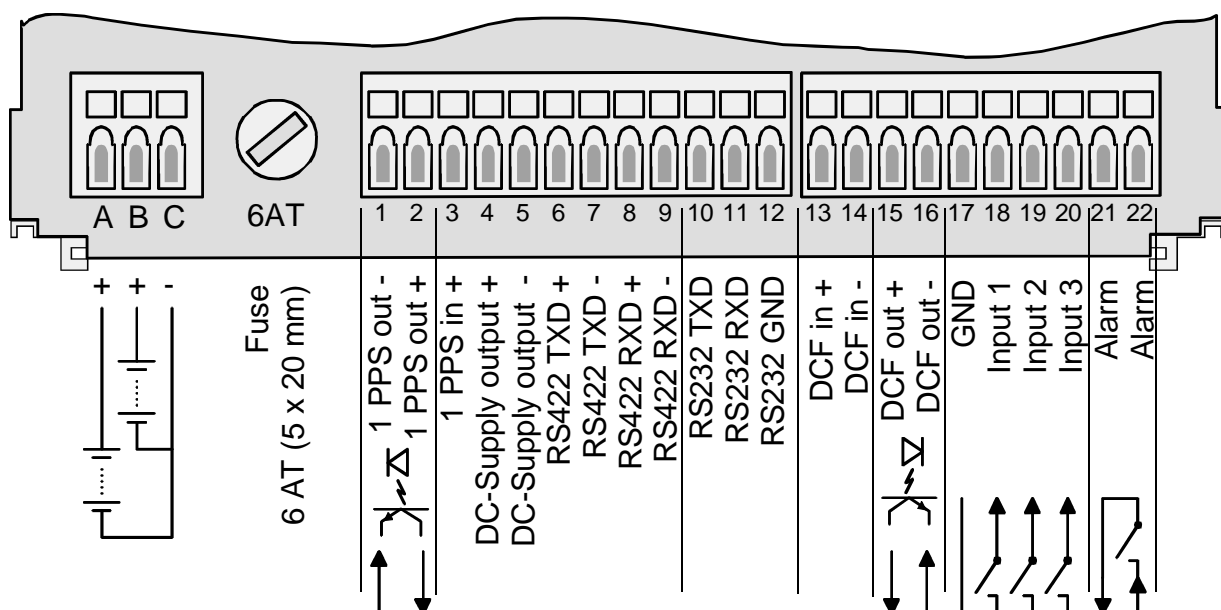 A B C
6AT
1 2 3 4 5 6 7 8 9 10 11 12
13 14 15 16 17 18 19 20 21 22
+ + -
Fuse
6 AT (5 x 20 mm)
1 PPS out -
1 PPS out +
1 PPS in +
DC-Supply output +
DC-Supply output -
RS422 TXD +
RS422 TXD -
RS422 RXD +
RS422 RXD -
RS232 TXD
RS232 RXD
RS232 GND
DCF in +
DCF in -
DCF out +
DCF out -
GND
Input 1
Input 2
Input 3
Alarm
Alarm